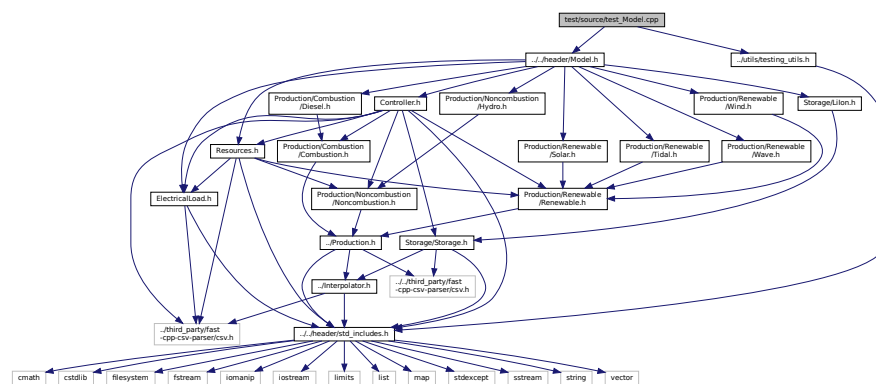 test/source/test_Model.cpp
../../header/Model.h
../utils/testing_utils.h
Production/Combustion
/Diesel.h
Controller.h
Production/Noncombustion
/Hydro.h
Production/Renewable
/Wind.h
Storage/LiIon.h
Resources.h
Production/Combustion
/Combustion.h
Production/Renewable
/Solar.h
Production/Renewable
/Tidal.h
Production/Renewable
/Wave.h
ElectricalLoad.h
Production/Noncombustion
/Noncombustion.h
Production/Renewable
/Renewable.h
../Production.h
Storage/Storage.h
../Interpolator.h
../../third_party/fast
-cpp-csv-parser/csv.h
../third_party/fast
-cpp-csv-parser/csv.h
../../header/std_includes.h
cmath
cstdlib
filesystem
fstream
iomanip
iostream
limits
list
map
stdexcept
sstream
string
vector